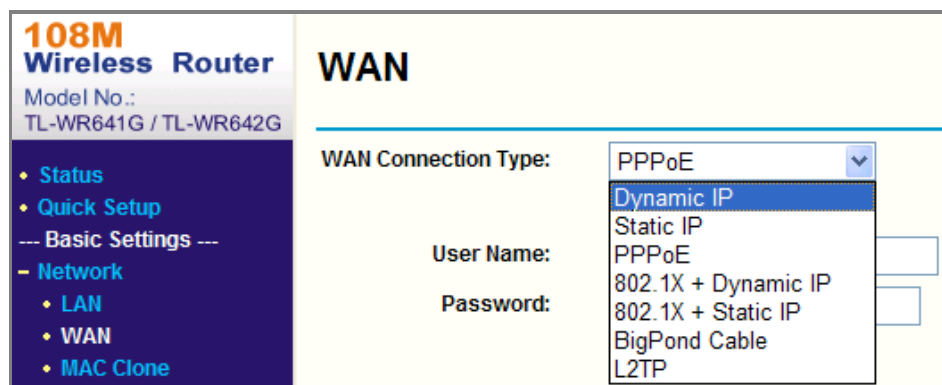 108M
Wireless Router
Model No.:
TL-WR641G / TL-WR642G
• Status
• Quick Setup
--- Basic Settings ---
– Network
• LAN
• WAN
• MAC Clone
WAN
WAN Connection Type:
PPPoE
Dynamic IP
Static IP
PPPoE
802.1X + Dynamic IP
802.1X + Static IP
BigPond Cable
L2TP
User Name:
Password: